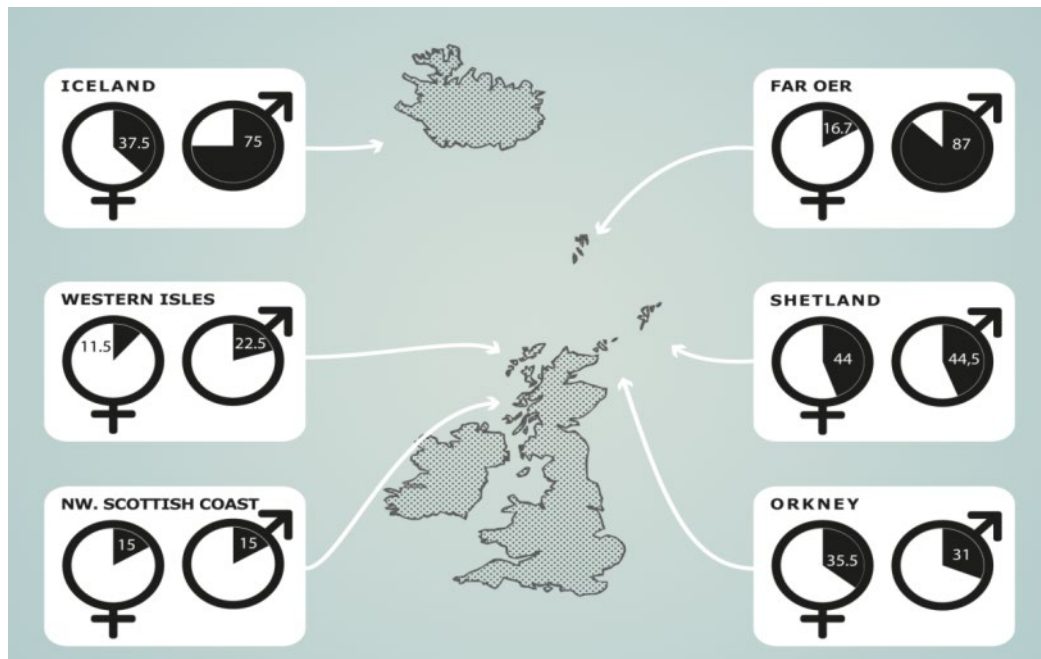 ICELAND
37.5
75
FAR OER
16.7
87
WESTERN ISLES
11.5
22.5
SHETLAND
44
44,5
NW. SCOTTISH COAST
15
15
ORKNEY
35.5
31